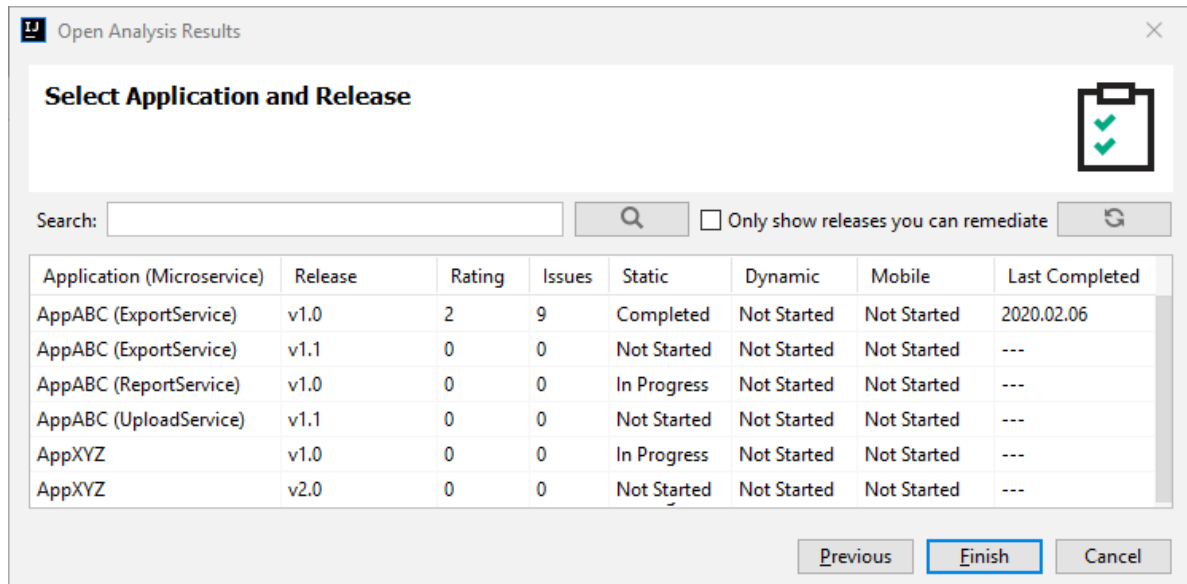 IJ Open Analysis Results
Select Application and Release
Search: Only show releases you can remediate
Application (Microservice) Release Rating Issues Static Dynamic Mobile Last Completed
AppABC (ExportService) v1.0 2 9 Completed Not Started Not Started 2020.02.06
AppABC (ExportService) v1.1 0 0 Not Started Not Started Not Started ---
AppABC (ReportService) v1.0 0 0 In Progress Not Started Not Started ---
AppABC (UploadService) v1.1 0 0 Not Started Not Started Not Started ---
AppXYZ v1.0 0 0 In Progress Not Started Not Started ---
AppXYZ v2.0 0 0 Not Started Not Started Not Started ---
Previous Finish Cancel